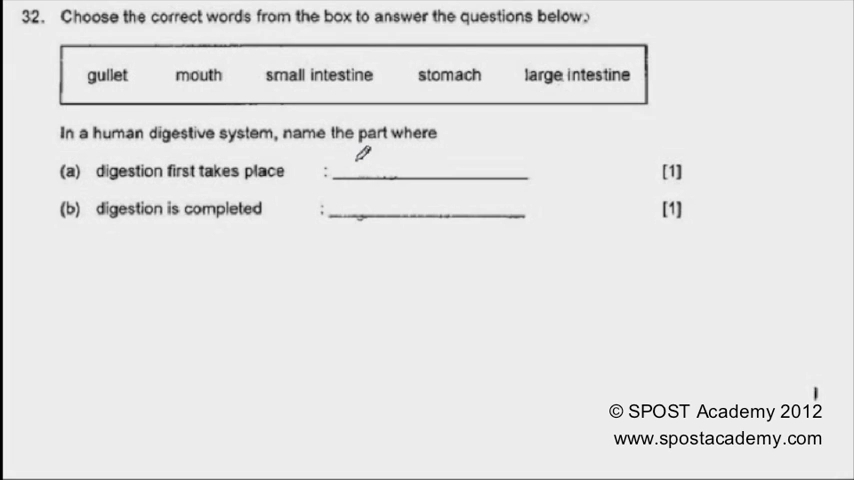 32. Choose the correct words from the box to answer the questions below.
gullet mouth small intestine stomach large intestine
In a human digestive system, name the part where
(a) digestion first takes place : [1]
(b) digestion is completed : [1]
© SPOST Academy 2012
www.spostacademy.com